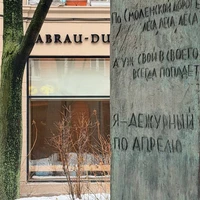 ABRAU-DU
ПО СМОЛЕНСКОЙ ДОРОГЕ
ЛЕСА, ЛЕСА, ЛЕСА
А УЖ СВОЙ В СВОЕГО
ВСЕГДА ПОПАДЕТ
Я-ДЕЖУРНЫЙ
ПО АПРЕЛЮ